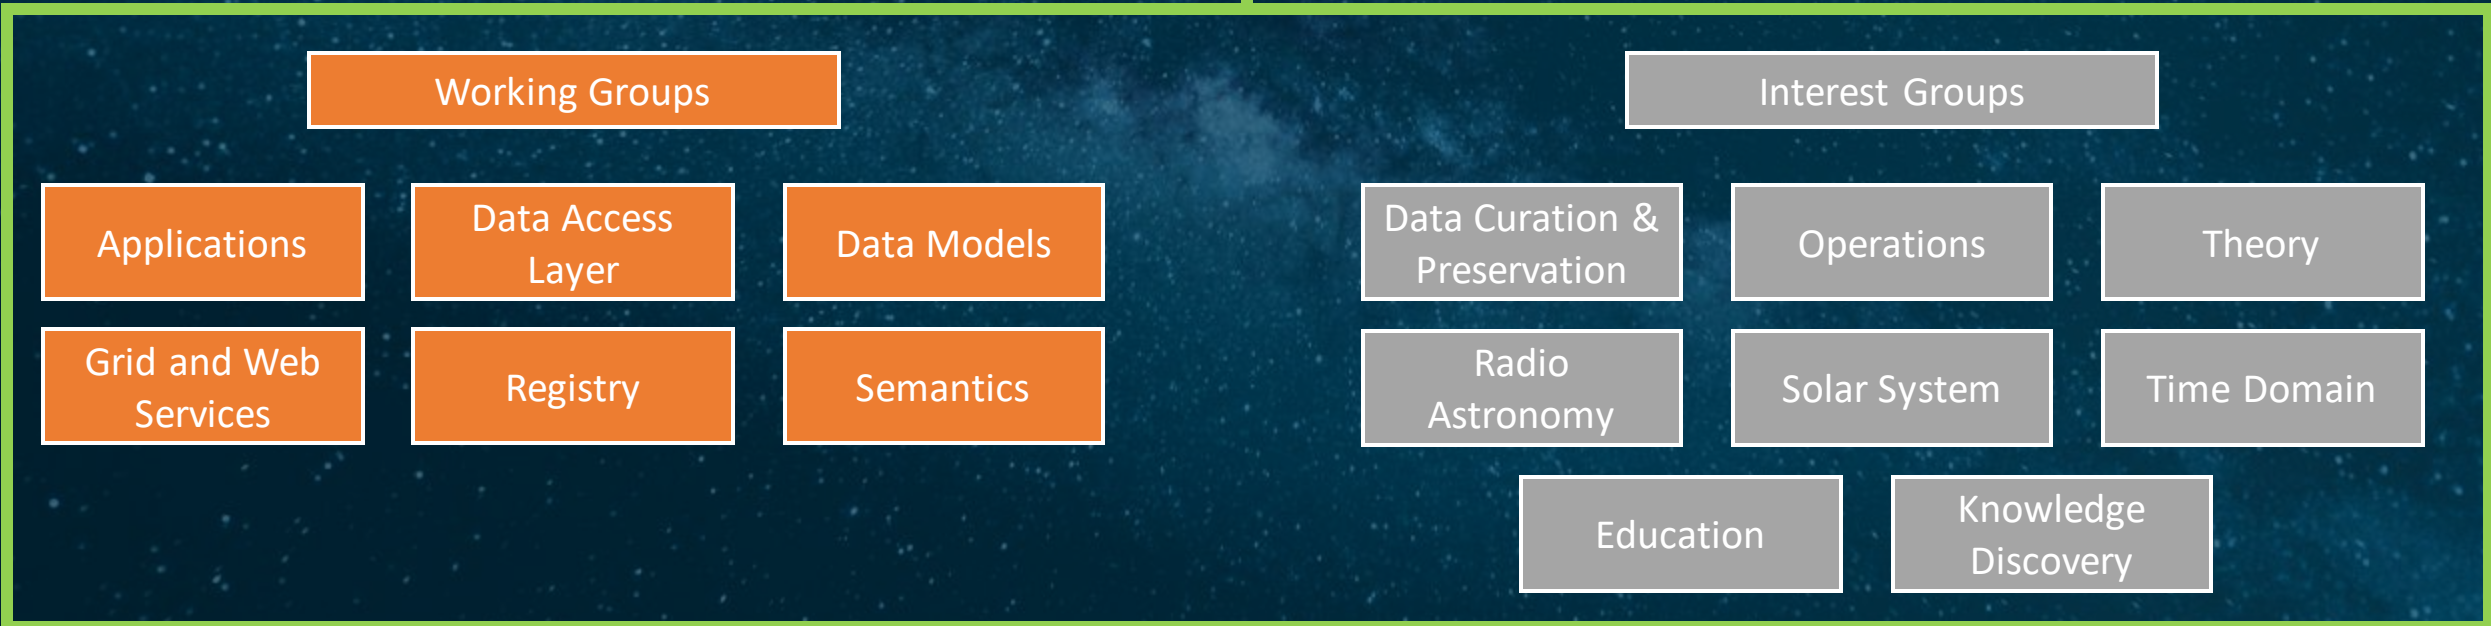 Working Groups
Interest Groups
Applications
Data Access
Layer
Data Models
Grid and Web
Services
Registry
Semantics
Data Curation &
Preservation
Operations
Theory
Radio
Astronomy
Solar System
Time Domain
Education
Knowledge
Discovery